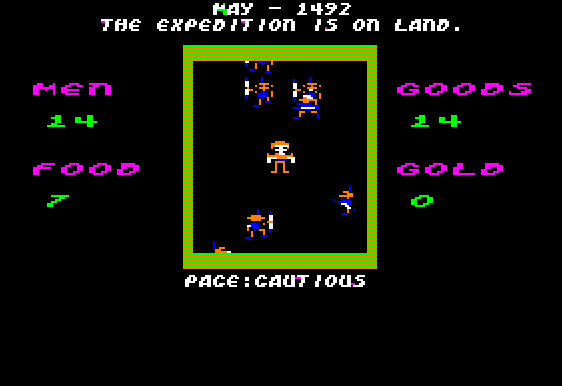 MAY - 1492
THE EXPEDITION IS ON LAND.
MEN
14
FOOD
7
GOODS
14
GOLD
0
PACE:CAUTIOUS